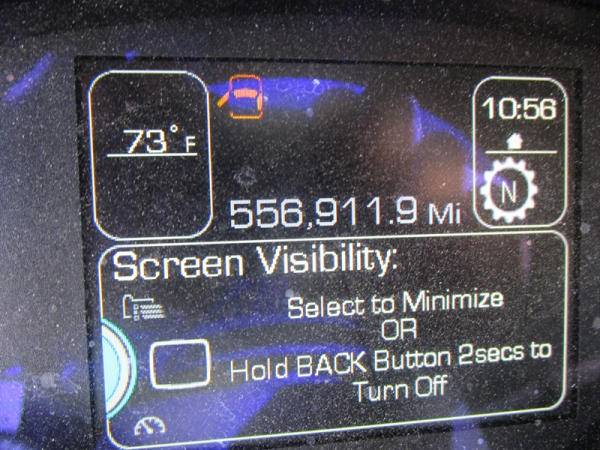 73°F
10:56
N
556,911.9 Mi
Screen Visibility:
Select to Minimize
OR
Hold BACK Button 2secs to
Turn Off